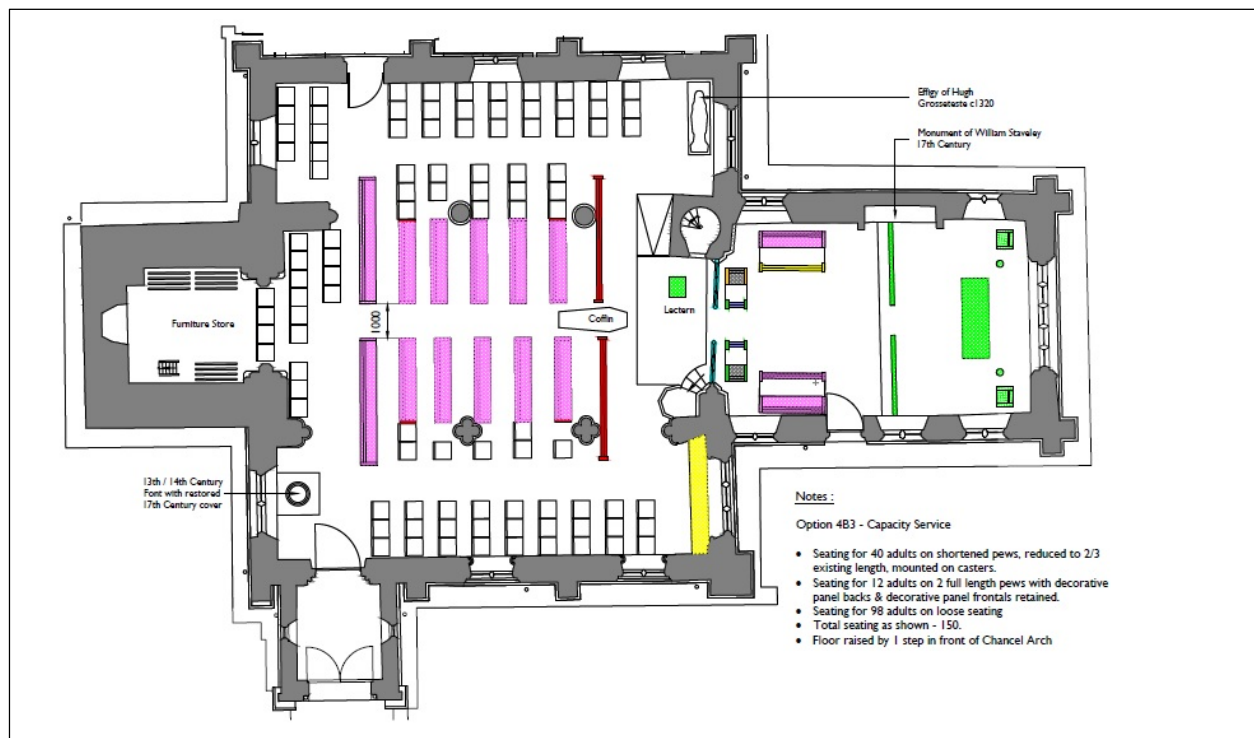 Effigy of Hugh
Grosseteste c1320
Monument of William Staveley
17th Century
Furniture Store
1000
Coffin
Lectern
13th / 14th Century
Font with restored
17th Century cover
Notes :
Option 4B3 - Capacity Service
• Seating for 40 adults on shortened pews, reduced to 2/3
existing length, mounted on casters.
• Seating for 12 adults on 2 full length pews with decorative
panel backs & decorative panel frontals retained.
• Seating for 98 adults on loose seating
• Total seating as shown - 150.
• Floor raised by 1 step in front of Chancel Arch